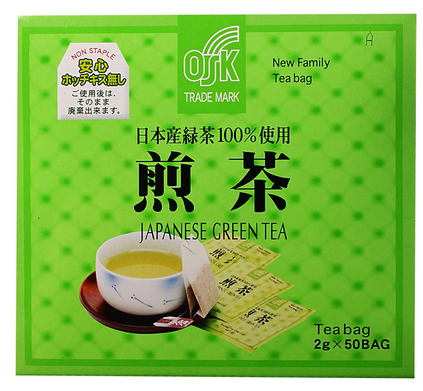 NON STAPLE
安心
ホッチキス無し
ご使用後は、
そのまま
廃棄出来ます。
OSK
TRADE MARK
New Family
Tea bag
A
日本産緑茶100%使用
煎茶
JAPANESE GREEN TEA
煎茶
Tea bag
2g×50BAG